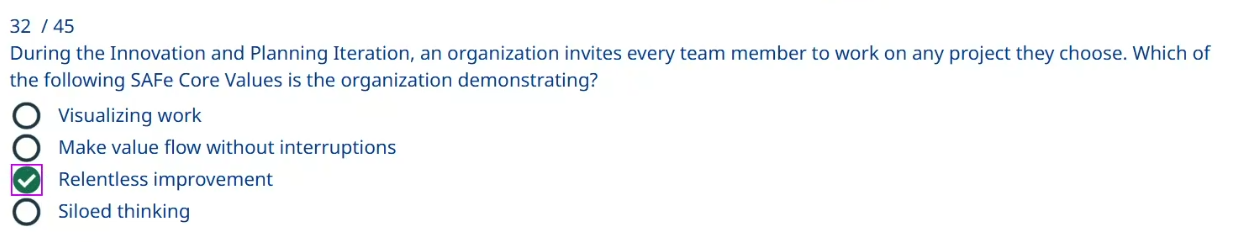 32 / 45
During the Innovation and Planning Iteration, an organization invites every team member to work on any project they choose. Which of
the following SAFe Core Values is the organization demonstrating?
Visualizing work
Make value flow without interruptions
Relentless improvement
Siloed thinking